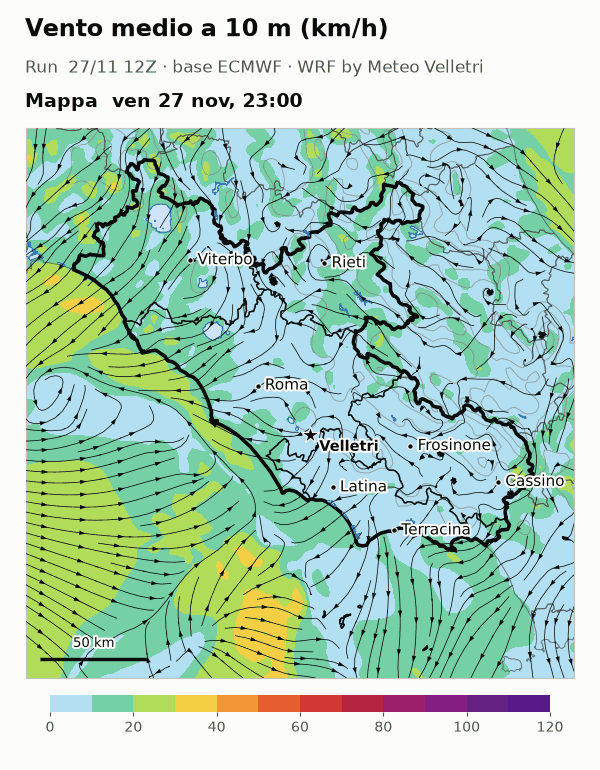 Vento medio a 10 m (km/h)
Run  27/11 12Z · base ECMWF · WRF by Meteo Velletri
Mappa  ven 27 nov, 23:00
Viterbo
Rieti
Roma
Velletri
Frosinone
Latina
Cassino
Terracina
50 km
0 20 40 60 80 100 120